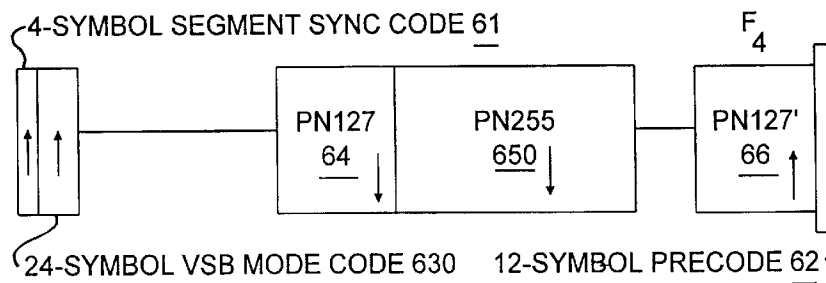 4-SYMBOL SEGMENT SYNC CODE 61
F4
PN127
64
PN255
650
PN127'
66
24-SYMBOL VSB MODE CODE 630
12-SYMBOL PRECODE 62